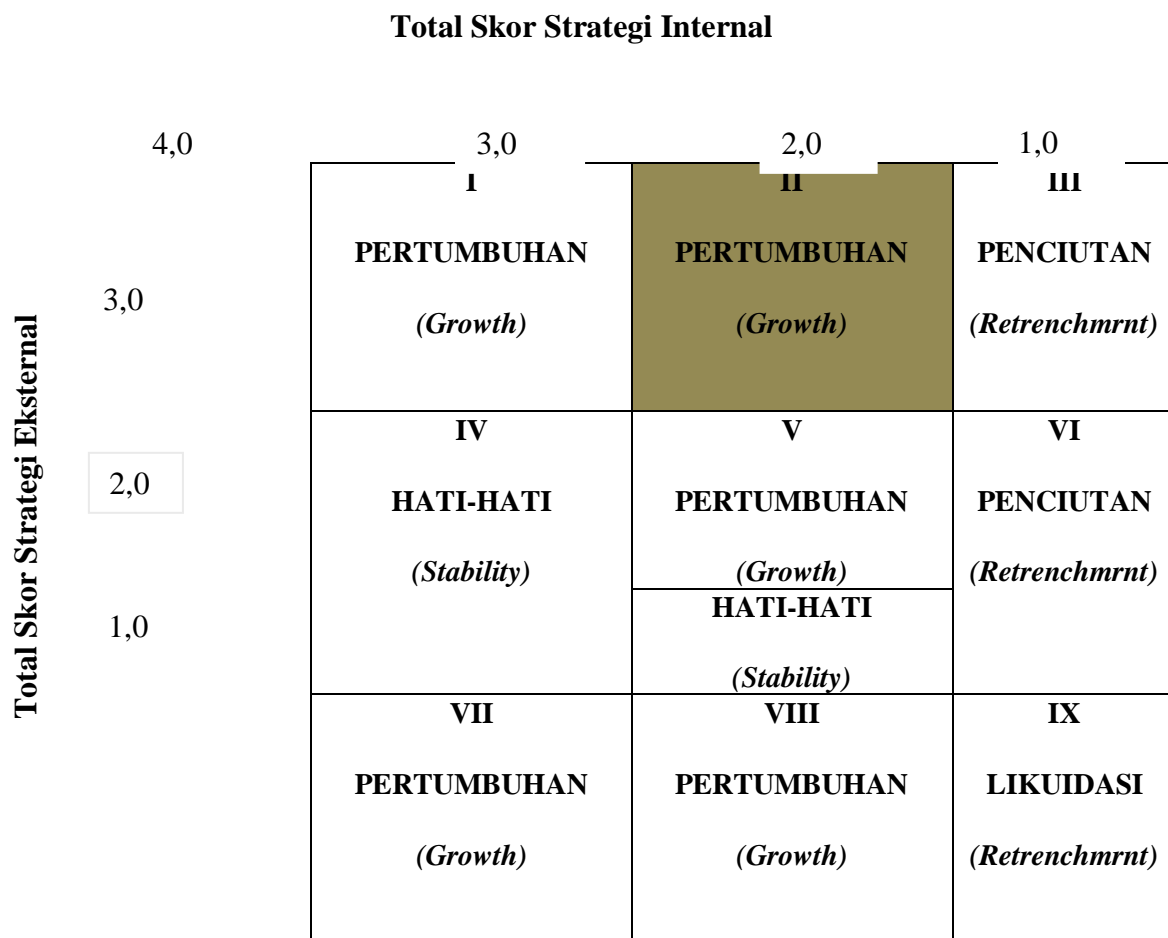 Total Skor Strategi Internal
4,0 3,0 2,0 1,0
I II III
PERTUMBUHAN PERTUMBUHAN PENCIUTAN
(Growth) (Growth) (Retrenchmrnt)
3,0
Total Skor Strategi Eksternal
IV V VI
2,0
HATI-HATI PERTUMBUHAN PENCIUTAN
(Stability) (Growth) (Retrenchmrnt)
1,0
HATI-HATI
(Stability)
VII VIII IX
PERTUMBUHAN PERTUMBUHAN LIKUIDASI
(Growth) (Growth) (Retrenchmrnt)